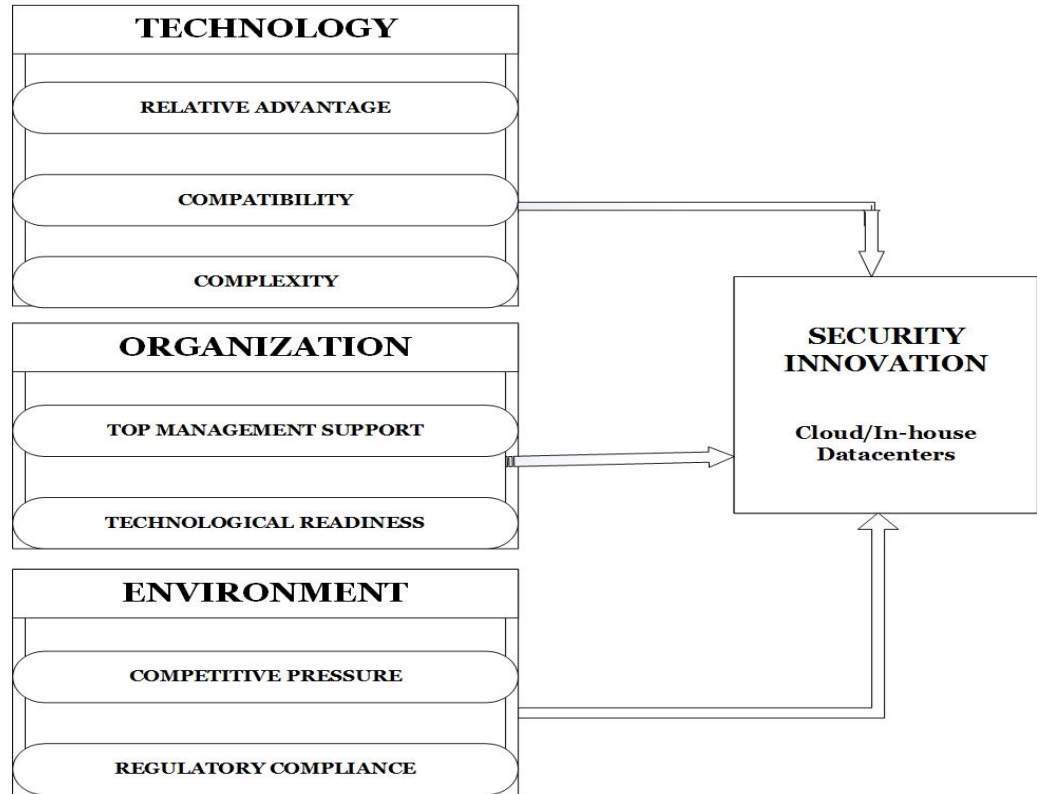 TECHNOLOGY
RELATIVE ADVANTAGE
COMPATIBILITY
COMPLEXITY
ORGANIZATION
TOP MANAGEMENT SUPPORT
TECHNOLOGICAL READINESS
ENVIRONMENT
COMPETITIVE PRESSURE
REGULATORY COMPLIANCE
SECURITY
INNOVATION
Cloud/In-house
Datacenters